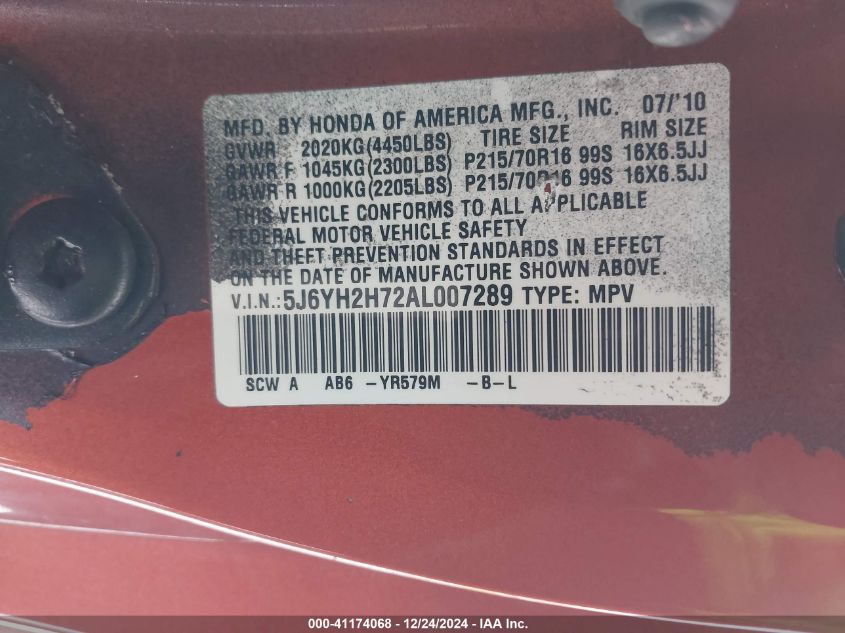 MFD. BY HONDA OF AMERICA MFG., INC. 07/'10
GVWR 2020KG(4450LBS) TIRE SIZE RIM SIZE
GAWR F 1045KG(2300LBS) P215/70R16 99S 16X6.5JJ
GAWR R 1000KG(2205LBS) P215/70R16 99S 16X6.5JJ
THIS VEHICLE CONFORMS TO ALL APPLICABLE
FEDERAL MOTOR VEHICLE SAFETY
AND THEFT PREVENTION STANDARDS IN EFFECT
ON THE DATE OF MANUFACTURE SHOWN ABOVE.
V.I.N.:5J6YH2H72AL007289 TYPE: MPV
SCW A AB6 -YR579M -B-L
000-41174068 - 12/24/2024 - IAA Inc.